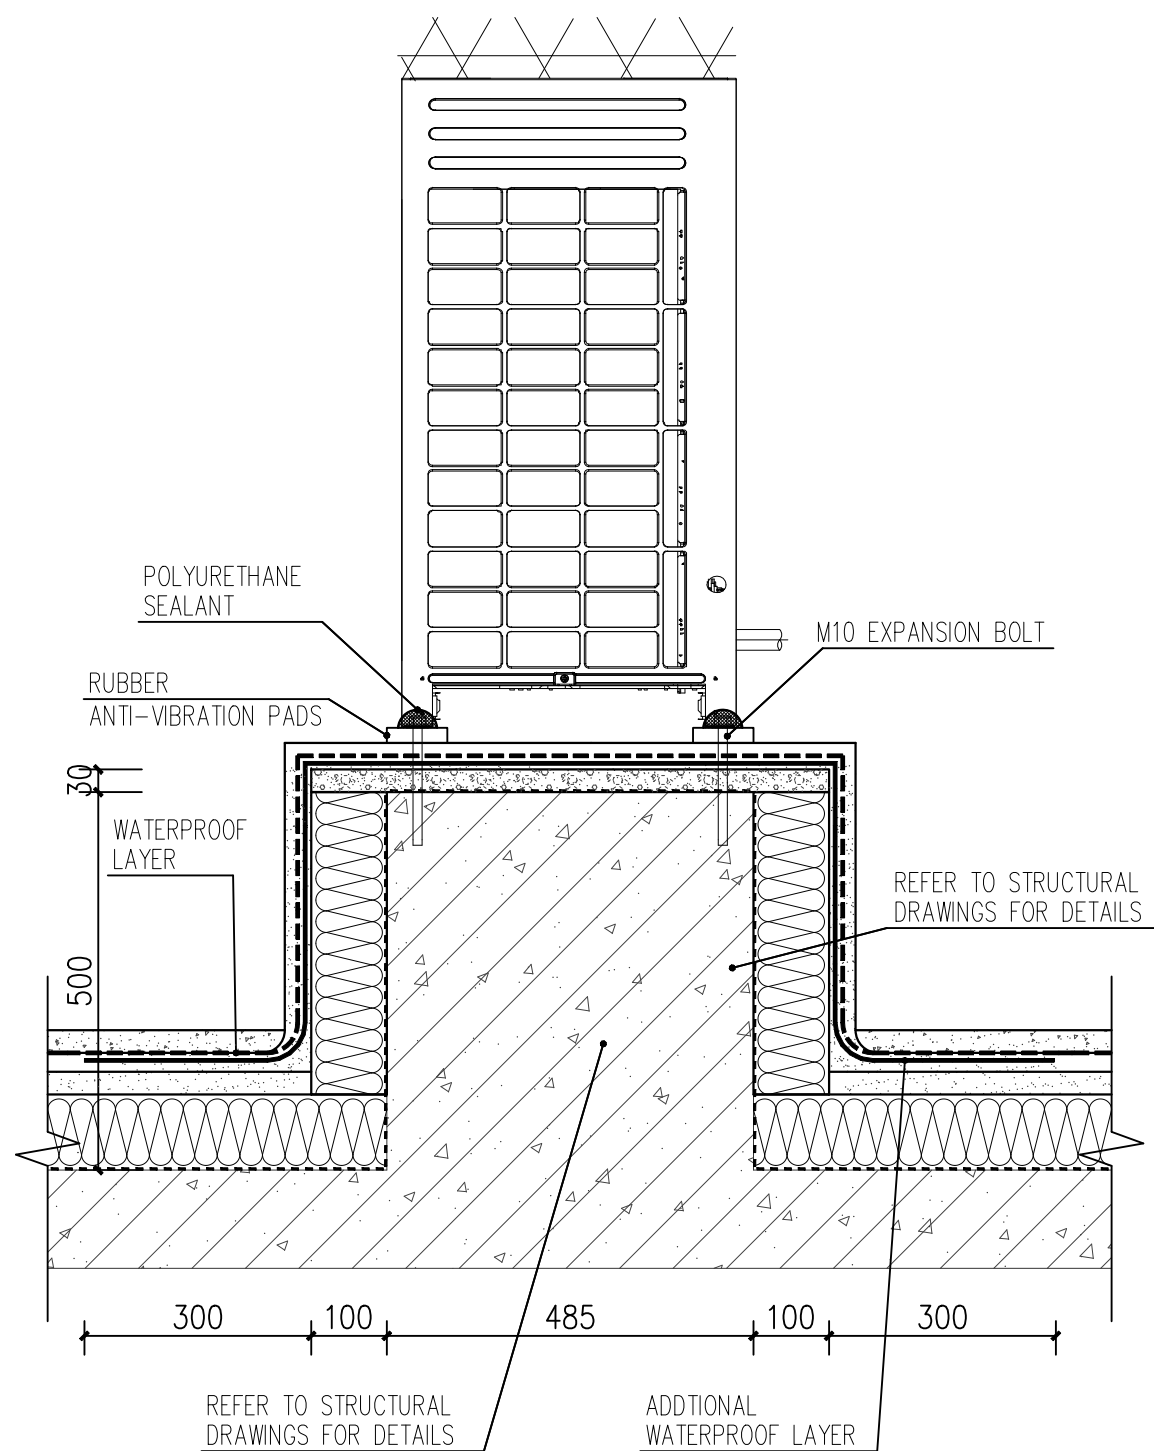 POLYURETHANE
SEALANT
M10 EXPANSION BOLT
RUBBER
ANTI-VIBRATION PADS
30
WATERPROOF
LAYER
REFER TO STRUCTURAL
DRAWINGS FOR DETAILS
500
300 100 485 100 300
REFER TO STRUCTURAL
DRAWINGS FOR DETAILS
ADDTIONAL
WATERPROOF LAYER